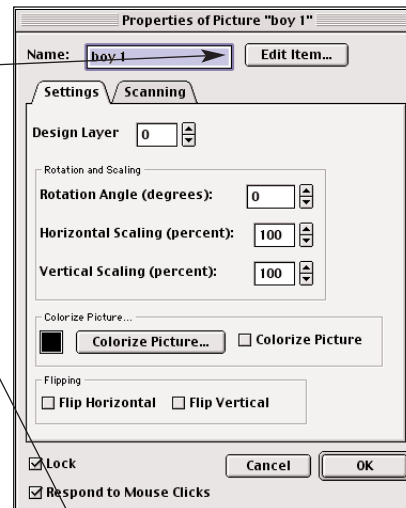 Properties of Picture "boy 1"
Name: boy 1 Edit Item...
Settings Scanning
Design Layer 0
Rotation and Scaling
Rotation Angle (degrees): 0
Horizontal Scaling (percent): 100
Vertical Scaling (percent): 100
Colorize Picture...
Colorize Picture... Colorize Picture
Flipping
Flip Horizontal Flip Vertical
Lock Cancel OK
Respond to Mouse Clicks